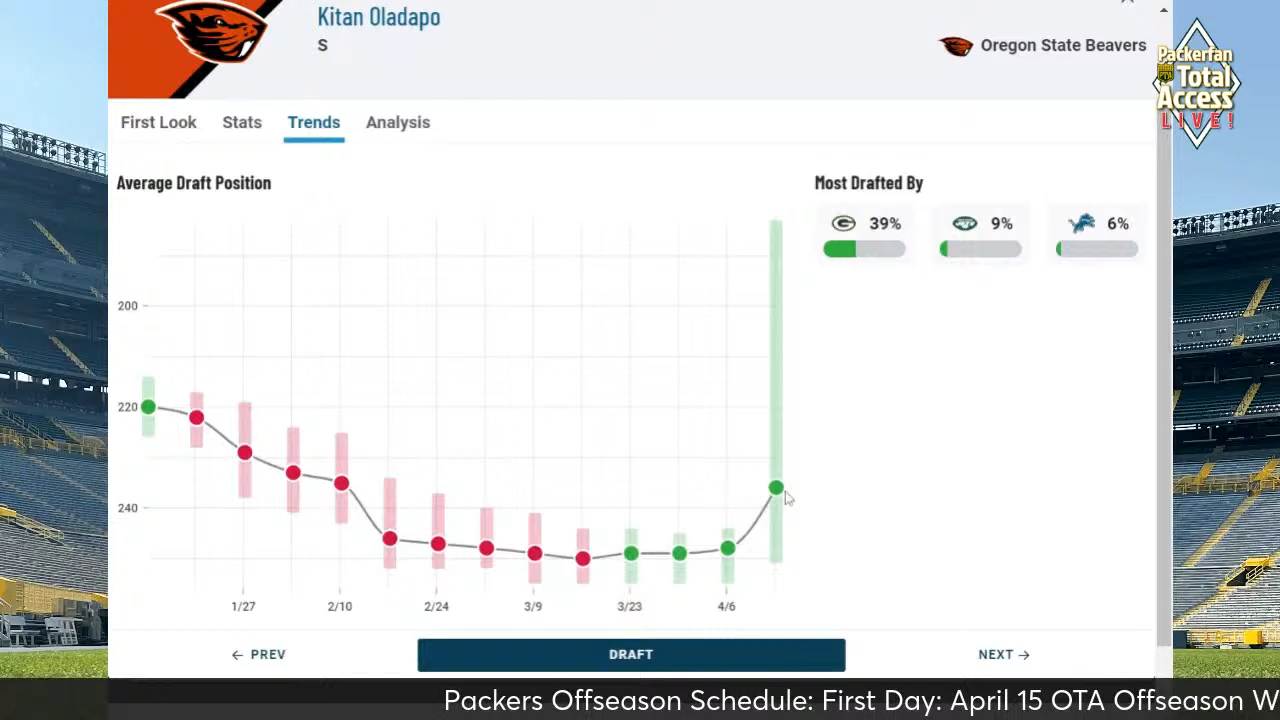 Kitan Oladapo
S
Oregon State Beavers
Packerfan
PTA
Total
Access
LIVE!
First Look Stats Trends Analysis
Average Draft Position
Most Drafted By
39% 9% 6%
200
220
240
1/27 2/10 2/24 3/9 3/23 4/6
← PREV DRAFT NEXT →
Packers Offseason Schedule: First Day: April 15 OTA Offseason W